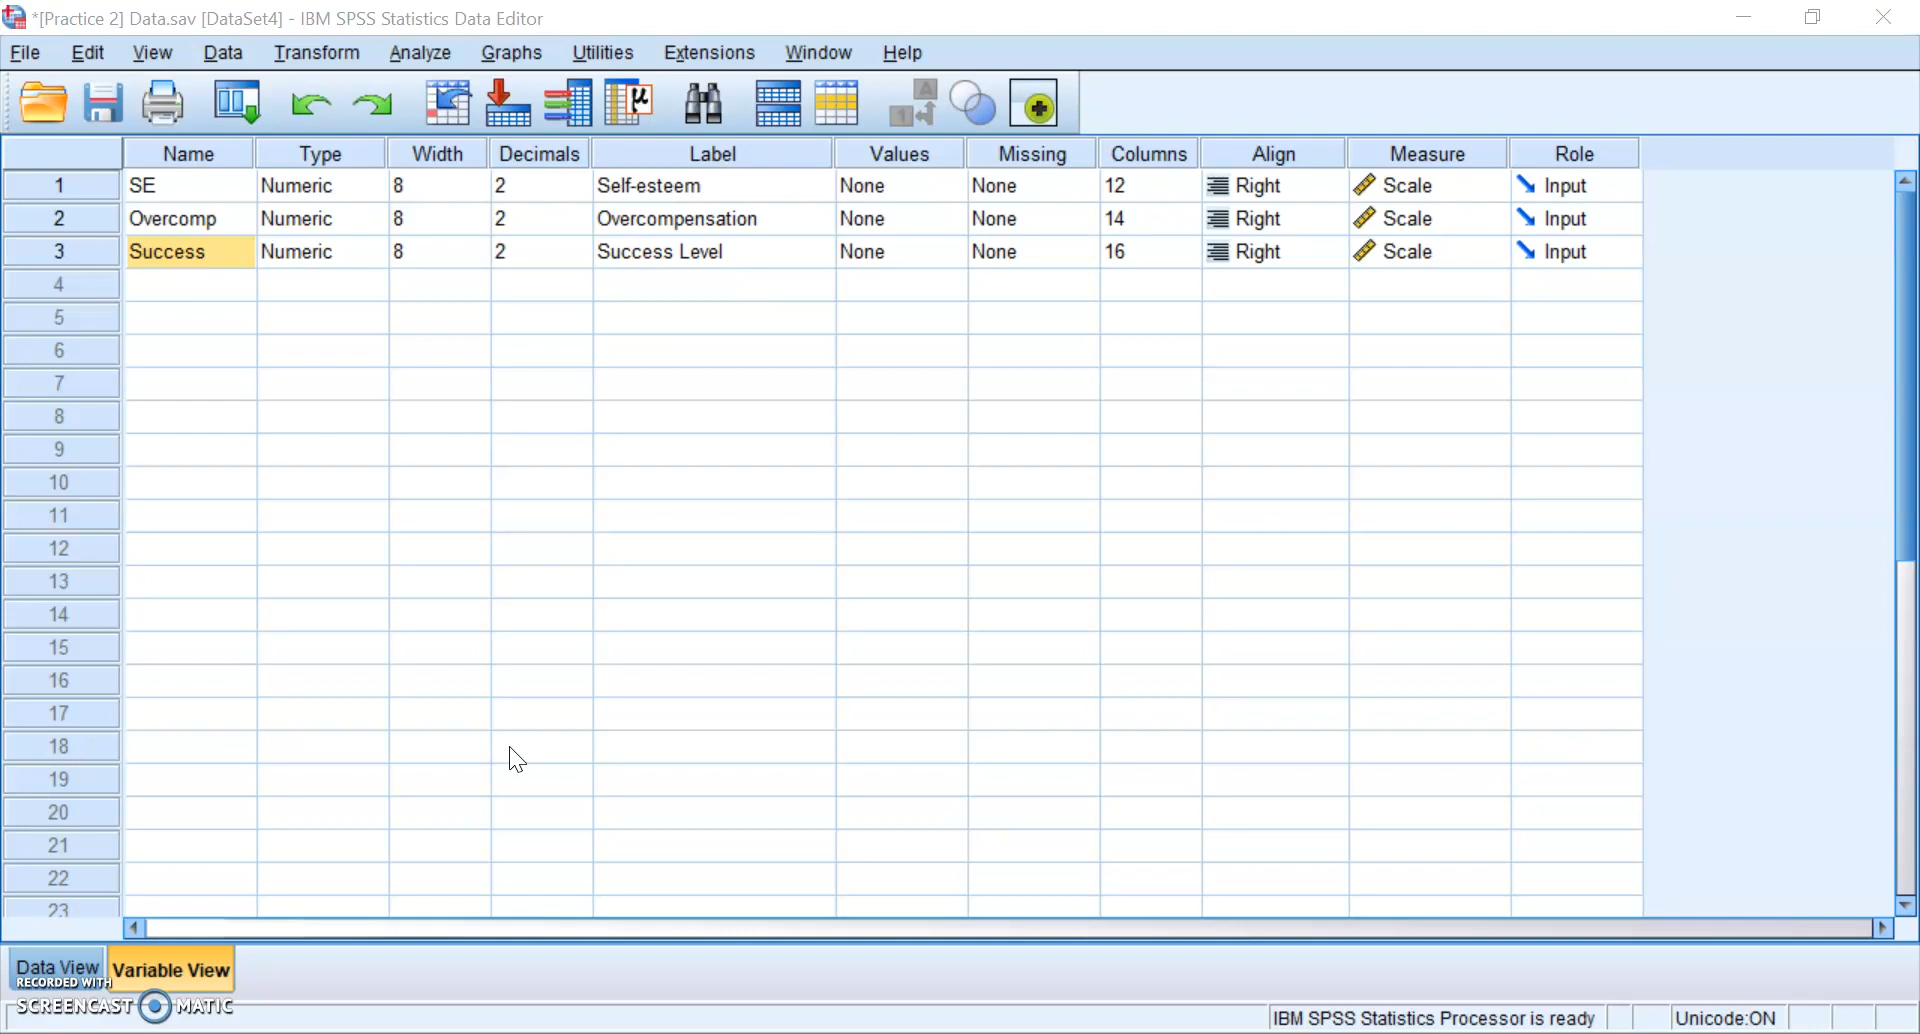 *[Practice 2] Data.sav [DataSet4] - IBM SPSS Statistics Data Editor
File Edit View Data Transform Analyze Graphs Utilities Extensions Window Help
A
1
μ
Name Type Width Decimals Label Values Missing Columns Align Measure Role
1 SE Numeric 8 2 Self-esteem None None 12 Right Scale Input
2 Overcomp Numeric 8 2 Overcompensation None None 14 Right Scale Input
3 Success Numeric 8 2 Success Level None None 16 Right Scale Input
4
5
6
7
8
9
10
11
12
13
14
15
16
17
18
19
20
21
22
23
Data View Variable View
RECORDED WITH
SCREENCAST MATIC
IBM SPSS Statistics Processor is ready Unicode:ON